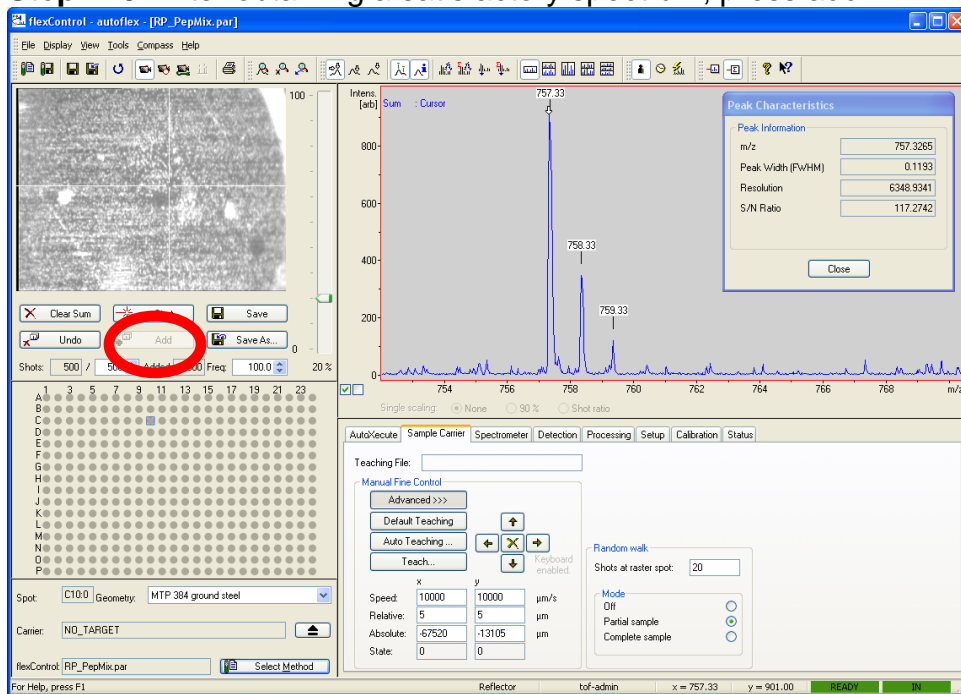 flexControl - autoflex - [RP_PepMix.par]
File Display View Tools Compass Help
100
0
20 %
Clear Sum
Save
Undo
Add
Save As...
Shots: 500 /
Freq: 100.0
1 3 5 7 9 11 13 15 17 19 21 23
A
B
C
D
E
F
G
H
I
J
K
L
M
N
O
P
Spot: C10:0 Geometry: MTP 384 ground steel
Carrier: NO_TARGET
flexControl: RP_PepMix.par Select Method
For Help, press F1
Intens.
[arb]
Sum : Cursor
757.33
758.33
759.33
800
600
400
200
0
754 756 758 760 762 764 766 768 m/z
Single scaling: None 90 % Shot ratio
Peak Characteristics
Peak Information
m/z 757.3265
Peak Width (FWHM) 0.1193
Resolution 6348.9341
S/N Ratio 117.2742
Close
AutoXecute Sample Carrier Spectrometer Detection Processing Setup Calibration Status
Teaching File:
Manual Fine Control
Advanced >>>
Default Teaching
Auto Teaching ...
Teach...
Keyboard
enabled.
x y
Speed: 10000 10000 µm/s
Relative: 5 5 µm
Absolute: -67520 -13105 µm
State: 0 0
Random walk
Shots at raster spot: 20
Mode
Off
Partial sample
Complete sample
Reflector tof-admin x = 757.33 y = 901.00 READY IN